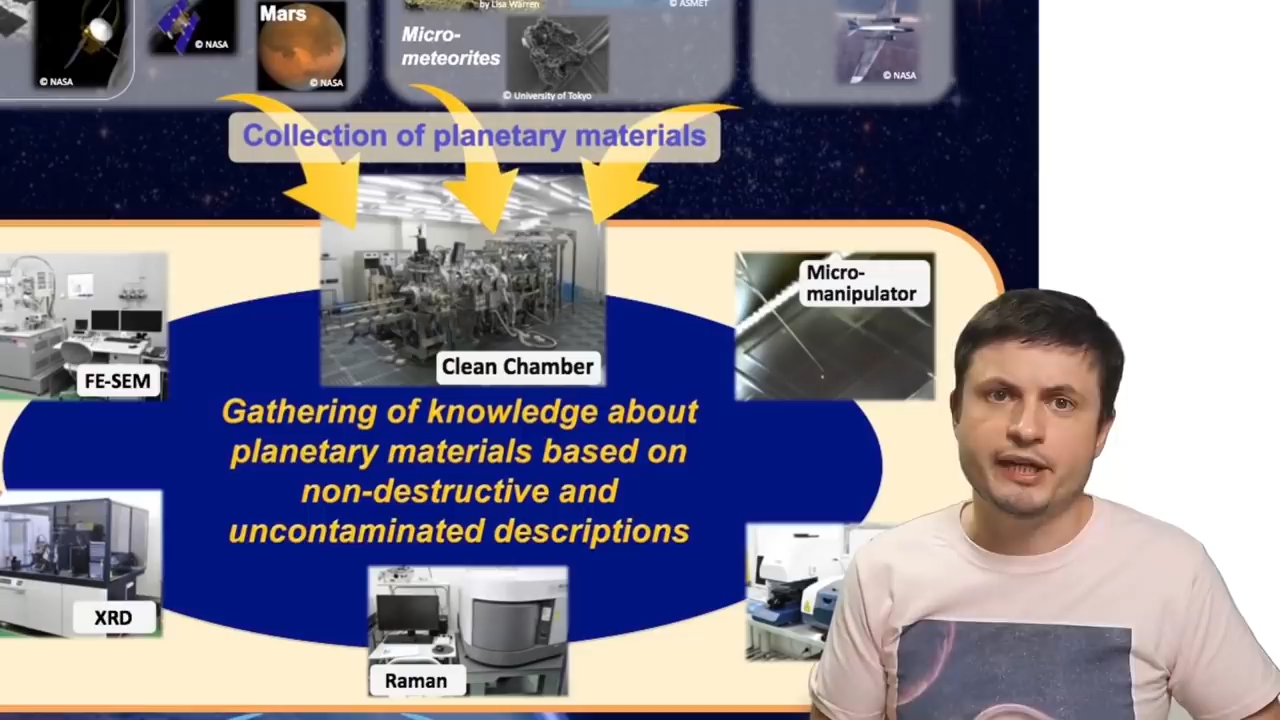 by Lisa Warren
© ASMET
Mars
© NASA
© NASA
© NASA
Micro-
meteorites
© University of Tokyo
© NASA
Collection of planetary materials
Micro-
manipulator
FE-SEM
Clean Chamber
Gathering of knowledge about
planetary materials based on
non-destructive and
uncontaminated descriptions
XRD
Raman